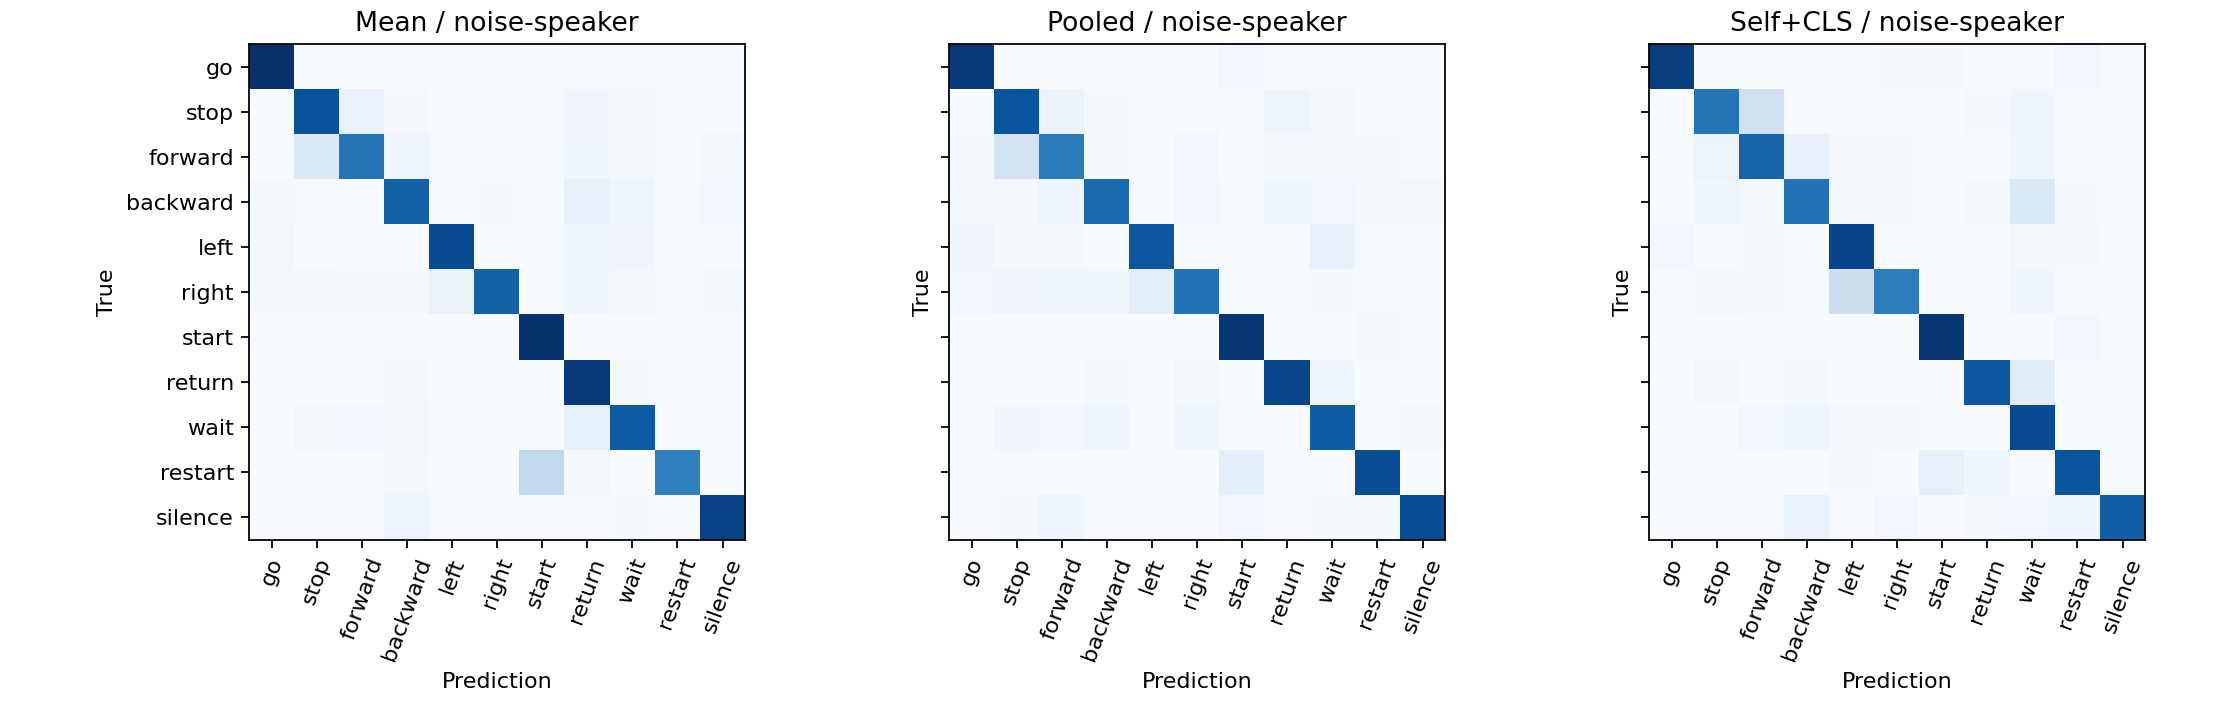 Mean / noise-speaker
Pooled / noise-speaker
Self+CLS / noise-speaker
True
go
stop
forward
backward
left
right
start
return
wait
restart
silence
go
stop
forward
backward
left
right
start
return
wait
restart
silence
Prediction
True
go
stop
forward
backward
left
right
start
return
wait
restart
silence
Prediction
True
go
stop
forward
backward
left
right
start
return
wait
restart
silence
Prediction